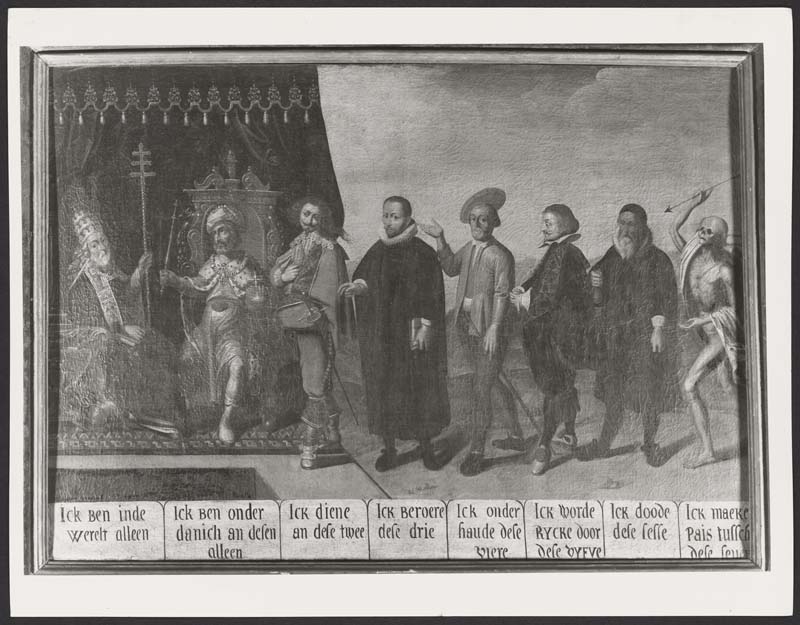 Ick Ben inde
Werelt alleen
Ick Ben onder
danich an desen
alleen
Ick diene
an dese twee
Ick Beroere
dese drie
Ick onder
haude dese
viere
Ick Worde
Rycke door
dese vyfve
Ick doode
dese sesse
Ick maeke
Pais tussch
dese seve